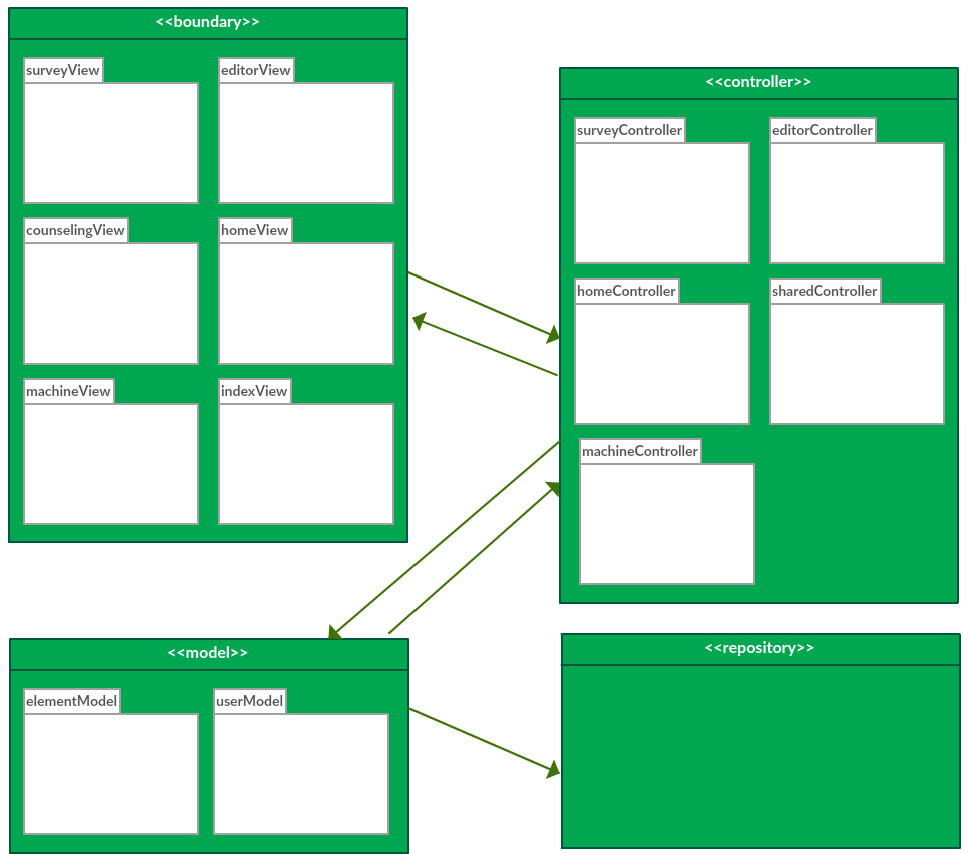 <<boundary>>
surveyView
editorView
counselingView
homeView
machineView
indexView
<<controller>>
surveyController
editorController
homeController
sharedController
machineController
<<model>>
elementModel
userModel
<<repository>>